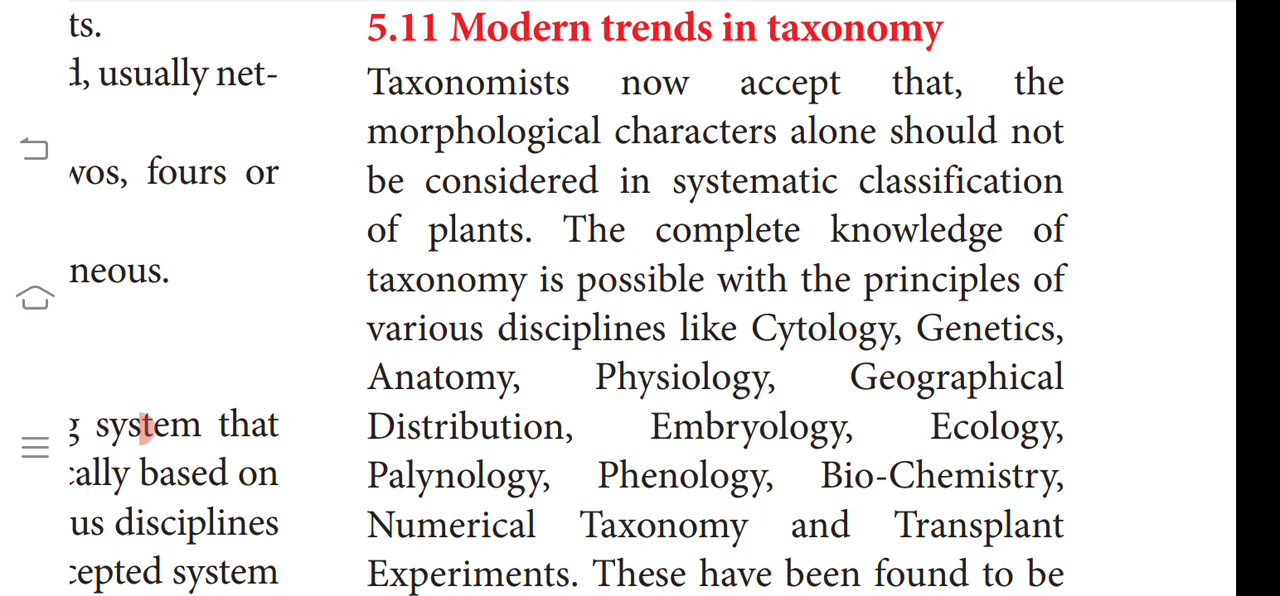 ts.
d, usually net-
wos, fours or
neous.
g system that
cally based on
us disciplines
cepted system
5.11 Modern trends in taxonomy
Taxonomists now accept that, the
morphological characters alone should not
be considered in systematic classification
of plants. The complete knowledge of
taxonomy is possible with the principles of
various disciplines like Cytology, Genetics,
Anatomy, Physiology, Geographical
Distribution, Embryology, Ecology,
Palynology, Phenology, Bio-Chemistry,
Numerical Taxonomy and Transplant
Experiments. These have been found to be